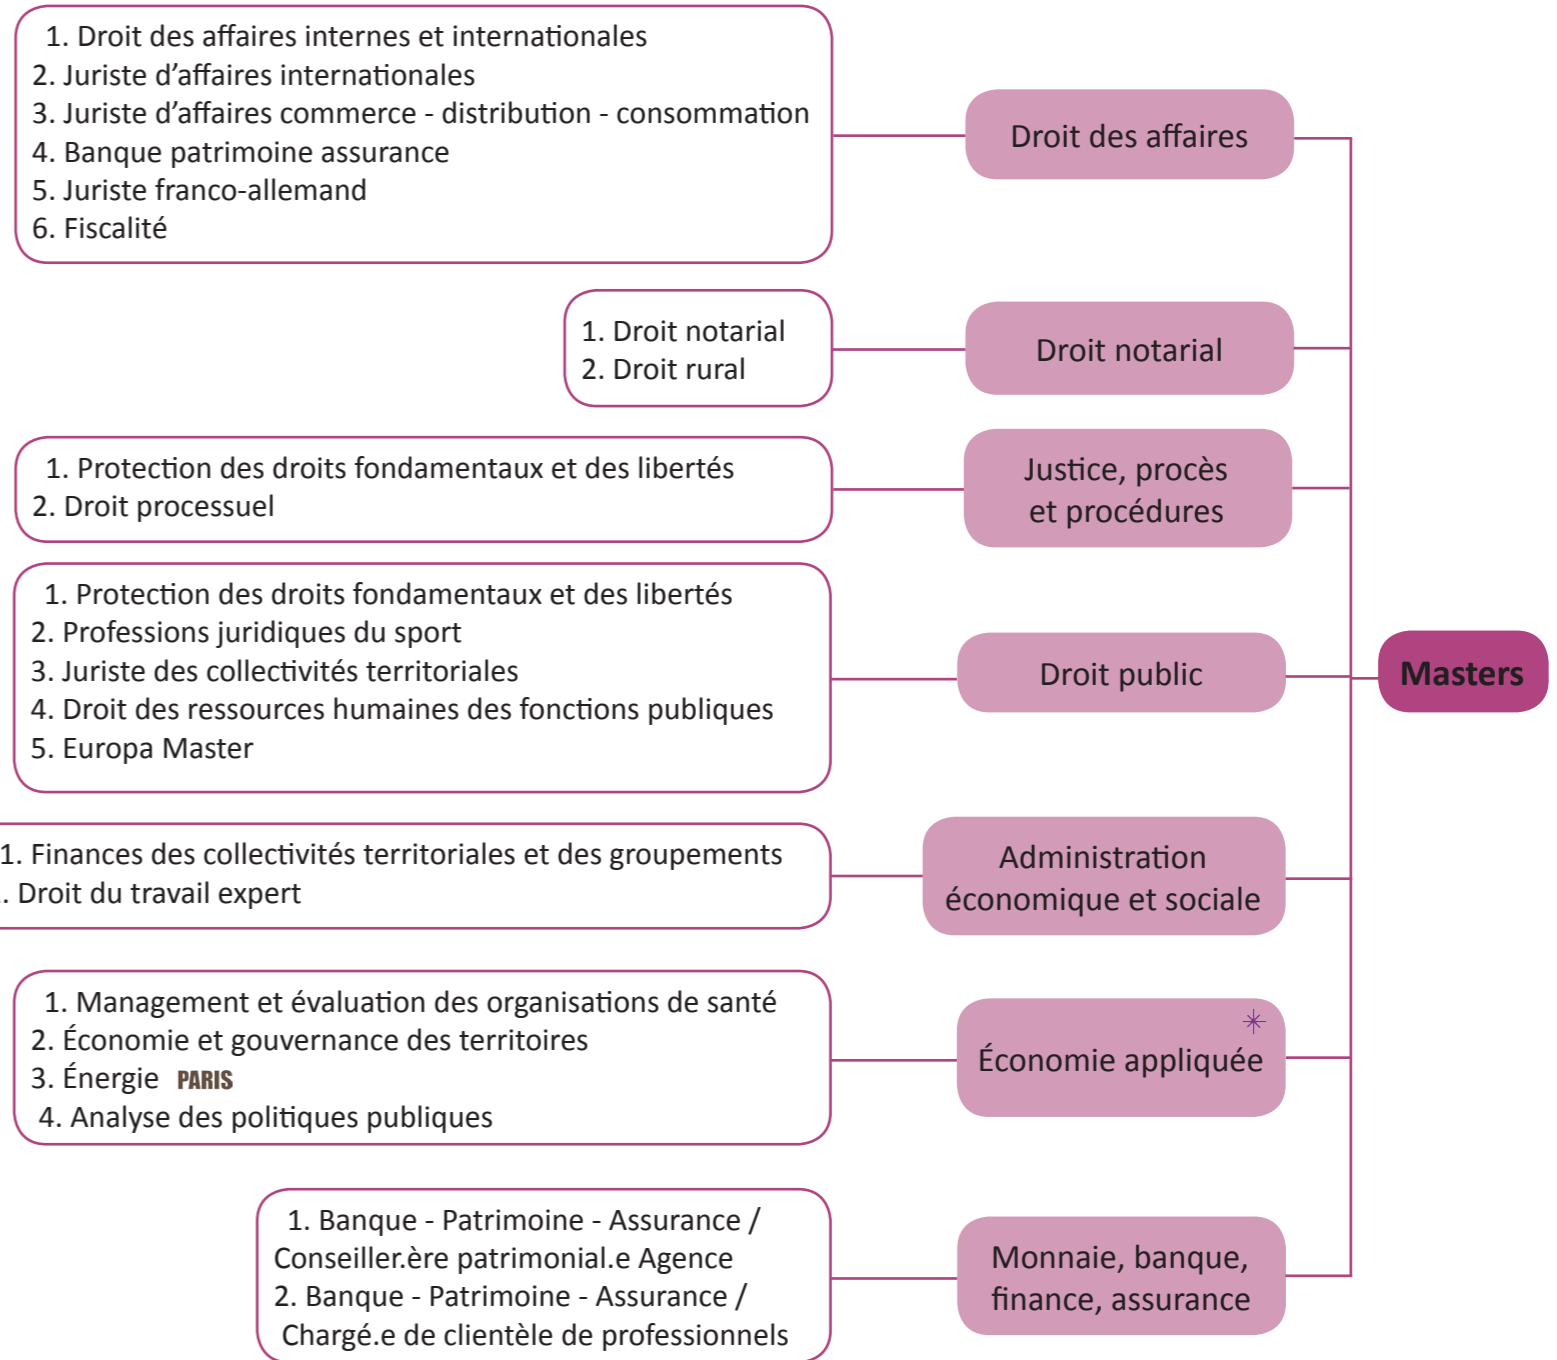 1. Droit des affaires internes et internationales
2. Juriste d’affaires internationales
3. Juriste d’affaires commerce - distribution - consommation
4. Banque patrimoine assurance
5. Juriste franco-allemand
6. Fiscalité
Droit des affaires
1. Droit notarial
2. Droit rural
Droit notarial
1. Protection des droits fondamentaux et des libertés
2. Droit processuel
Justice, procès
et procédures
1. Protection des droits fondamentaux et des libertés
2. Professions juridiques du sport
3. Juriste des collectivités territoriales
4. Droit des ressources humaines des fonctions publiques
5. Europa Master
Droit public
Masters
1. Finances des collectivités territoriales et des groupements
. Droit du travail expert
Administration
économique et sociale
1. Management et évaluation des organisations de santé
2. Économie et gouvernance des territoires
3. Énergie PARIS
4. Analyse des politiques publiques
Économie appliquée
1. Banque - Patrimoine - Assurance /
Conseiller.ère patrimonial.e Agence
2. Banque - Patrimoine - Assurance /
Chargé.e de clientèle de professionnels
Monnaie, banque,
finance, assurance